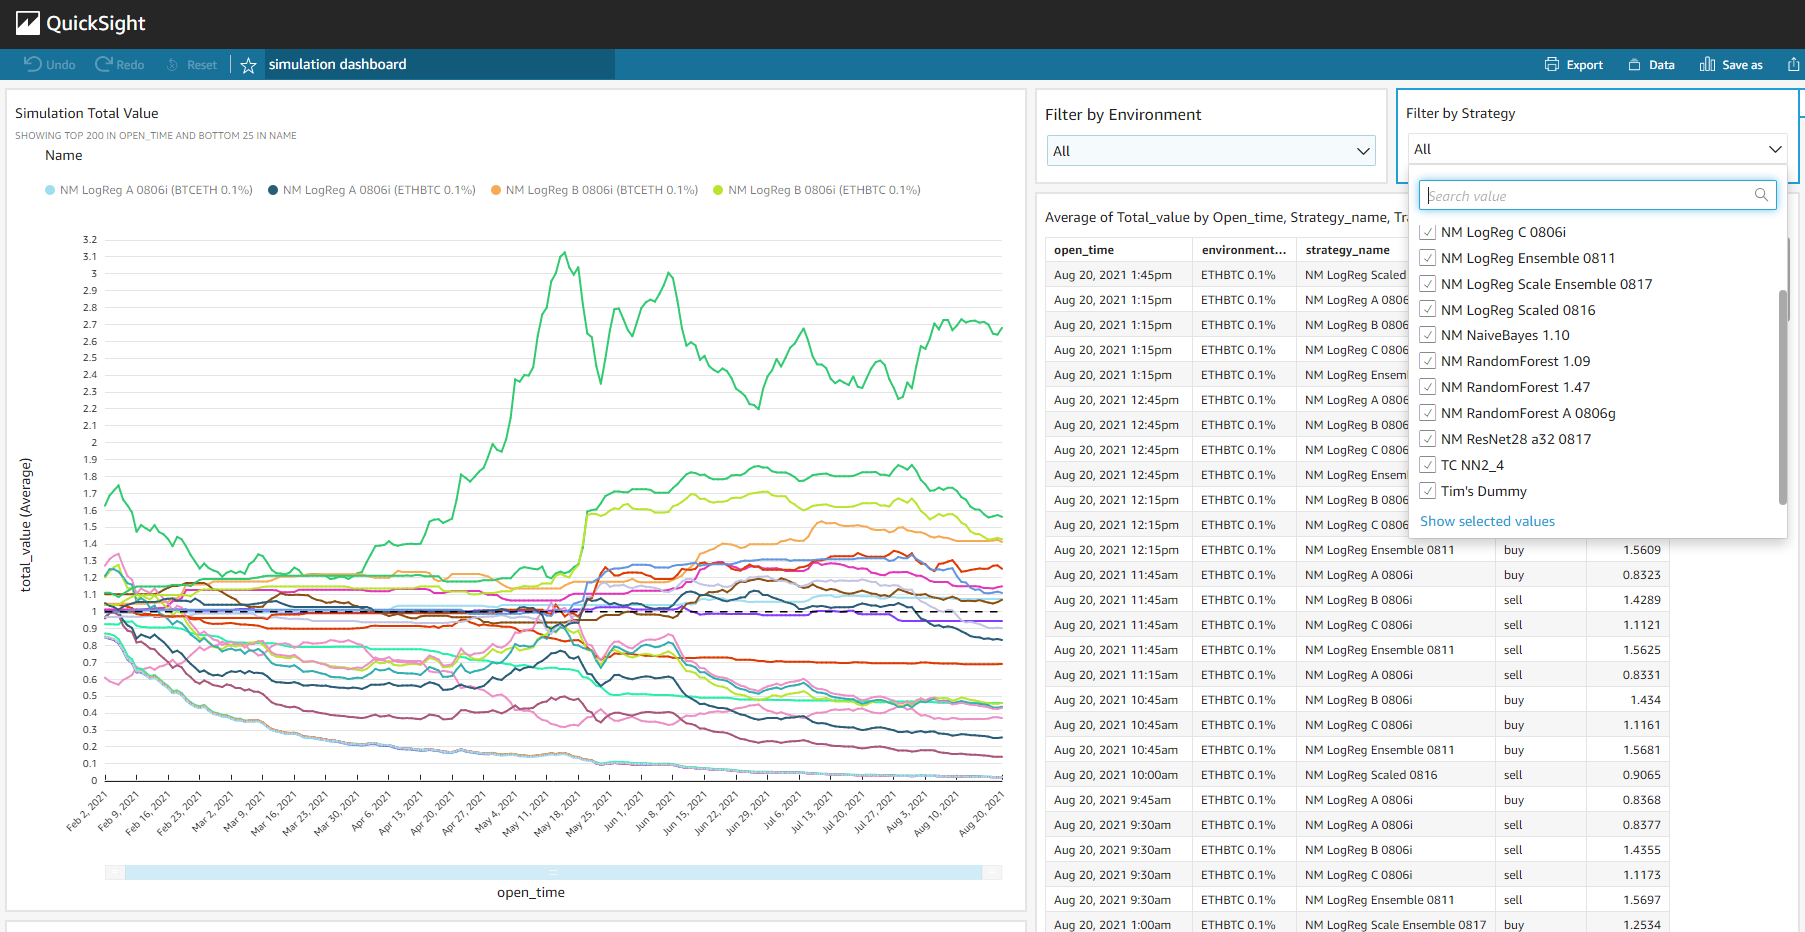 QuickSight
Undo Redo Reset simulation dashboard Export Data Save as
Simulation Total Value
SHOWING TOP 200 IN OPEN_TIME AND BOTTOM 25 IN NAME
Name
NM LogReg A 0806i (BTCETH 0.1%) NM LogReg A 0806i (ETHBTC 0.1%) NM LogReg B 0806i (BTCETH 0.1%) NM LogReg B 0806i (ETHBTC 0.1%)
total_value (Average)
3.2
3.1
3
2.9
2.8
2.7
2.6
2.5
2.4
2.3
2.2
2.1
2
1.9
1.8
1.7
1.6
1.5
1.4
1.3
1.2
1.1
1
0.9
0.8
0.7
0.6
0.5
0.4
0.3
0.2
0.1
0
Feb 2, 2021
Feb 9, 2021
Feb 16, 2021
Feb 23, 2021
Mar 2, 2021
Mar 9, 2021
Mar 16, 2021
Mar 23, 2021
Mar 30, 2021
Apr 6, 2021
Apr 13, 2021
Apr 20, 2021
Apr 27, 2021
May 4, 2021
May 11, 2021
May 18, 2021
May 25, 2021
Jun 1, 2021
Jun 8, 2021
Jun 15, 2021
Jun 22, 2021
Jun 29, 2021
Jul 6, 2021
Jul 13, 2021
Jul 20, 2021
Jul 27, 2021
Aug 3, 2021
Aug 10, 2021
Aug 20, 2021
open_time
Filter by Environment
All
Filter by Strategy
All
Search value
NM LogReg C 0806i
NM LogReg Ensemble 0811
NM LogReg Scale Ensemble 0817
NM LogReg Scaled 0816
NM NaiveBayes 1.10
NM RandomForest 1.09
NM RandomForest 1.47
NM RandomForest A 0806g
NM ResNet28 a32 0817
TC NN2_4
Tim's Dummy
Show selected values
Average of Total_value by Open_time, Strategy_name, Tr
open_time environment... strategy_name
Aug 20, 2021 1:45pm ETHBTC 0.1% NM LogReg Scaled
Aug 20, 2021 1:15pm ETHBTC 0.1% NM LogReg A 0806
Aug 20, 2021 1:15pm ETHBTC 0.1% NM LogReg B 0806
Aug 20, 2021 1:15pm ETHBTC 0.1% NM LogReg C 0806
Aug 20, 2021 1:15pm ETHBTC 0.1% NM LogReg Ensem
Aug 20, 2021 12:45pm ETHBTC 0.1% NM LogReg A 0806
Aug 20, 2021 12:45pm ETHBTC 0.1% NM LogReg B 0806
Aug 20, 2021 12:45pm ETHBTC 0.1% NM LogReg C 0806
Aug 20, 2021 12:45pm ETHBTC 0.1% NM LogReg Ensem
Aug 20, 2021 12:15pm ETHBTC 0.1% NM LogReg B 0806
Aug 20, 2021 12:15pm ETHBTC 0.1% NM LogReg C 0806
Aug 20, 2021 12:15pm ETHBTC 0.1% NM LogReg Ensemble 0811 buy 1.5609
Aug 20, 2021 11:45am ETHBTC 0.1% NM LogReg A 0806i buy 0.8323
Aug 20, 2021 11:45am ETHBTC 0.1% NM LogReg B 0806i sell 1.4289
Aug 20, 2021 11:45am ETHBTC 0.1% NM LogReg C 0806i sell 1.1121
Aug 20, 2021 11:45am ETHBTC 0.1% NM LogReg Ensemble 0811 sell 1.5625
Aug 20, 2021 11:15am ETHBTC 0.1% NM LogReg A 0806i sell 0.8331
Aug 20, 2021 10:45am ETHBTC 0.1% NM LogReg B 0806i buy 1.434
Aug 20, 2021 10:45am ETHBTC 0.1% NM LogReg C 0806i buy 1.1161
Aug 20, 2021 10:45am ETHBTC 0.1% NM LogReg Ensemble 0811 buy 1.5681
Aug 20, 2021 10:00am ETHBTC 0.1% NM LogReg Scaled 0816 sell 0.9065
Aug 20, 2021 9:45am ETHBTC 0.1% NM LogReg A 0806i buy 0.8368
Aug 20, 2021 9:30am ETHBTC 0.1% NM LogReg A 0806i sell 0.8377
Aug 20, 2021 9:30am ETHBTC 0.1% NM LogReg B 0806i sell 1.4355
Aug 20, 2021 9:30am ETHBTC 0.1% NM LogReg C 0806i sell 1.1173
Aug 20, 2021 9:30am ETHBTC 0.1% NM LogReg Ensemble 0811 sell 1.5697
Aug 20, 2021 1:00am ETHBTC 0.1% NM LogReg Scale Ensemble 0817 buy 1.2534